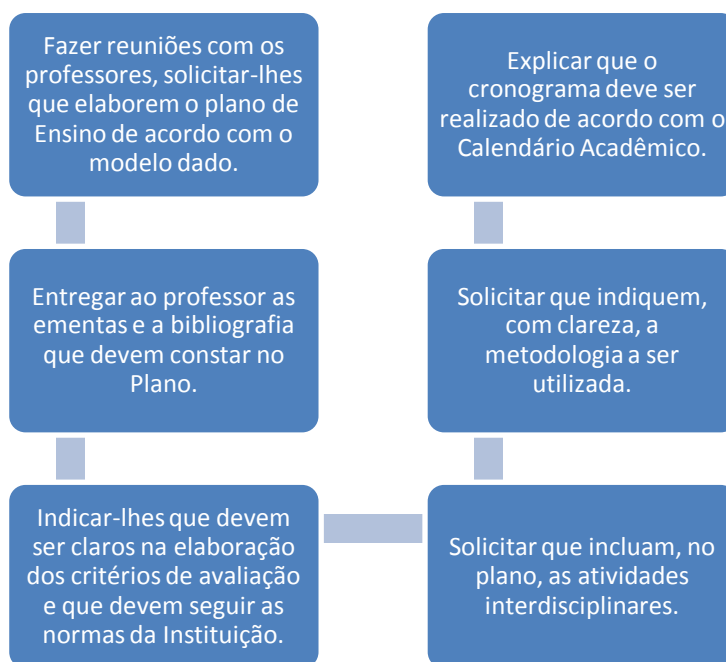 Fazer reuniões com os
professores, solicitar-lhes
que elaborem o plano de
Ensino de acordo com o
modelo dado.
Entregar ao professor as
ementas e a bibliografia
que devem constar no
Plano.
Indicar-lhes que devem
ser claros na elaboração
dos critérios de avaliação
e que devem seguir as
normas da Instituição.
Solicitar que incluam, no
plano, as atividades
interdisciplinares.
Solicitar que indiquem,
com clareza, a
metodologia a ser
utilizada.
Explicar que o
cronograma deve ser
realizado de acordo com o
Calendário Acadêmico.